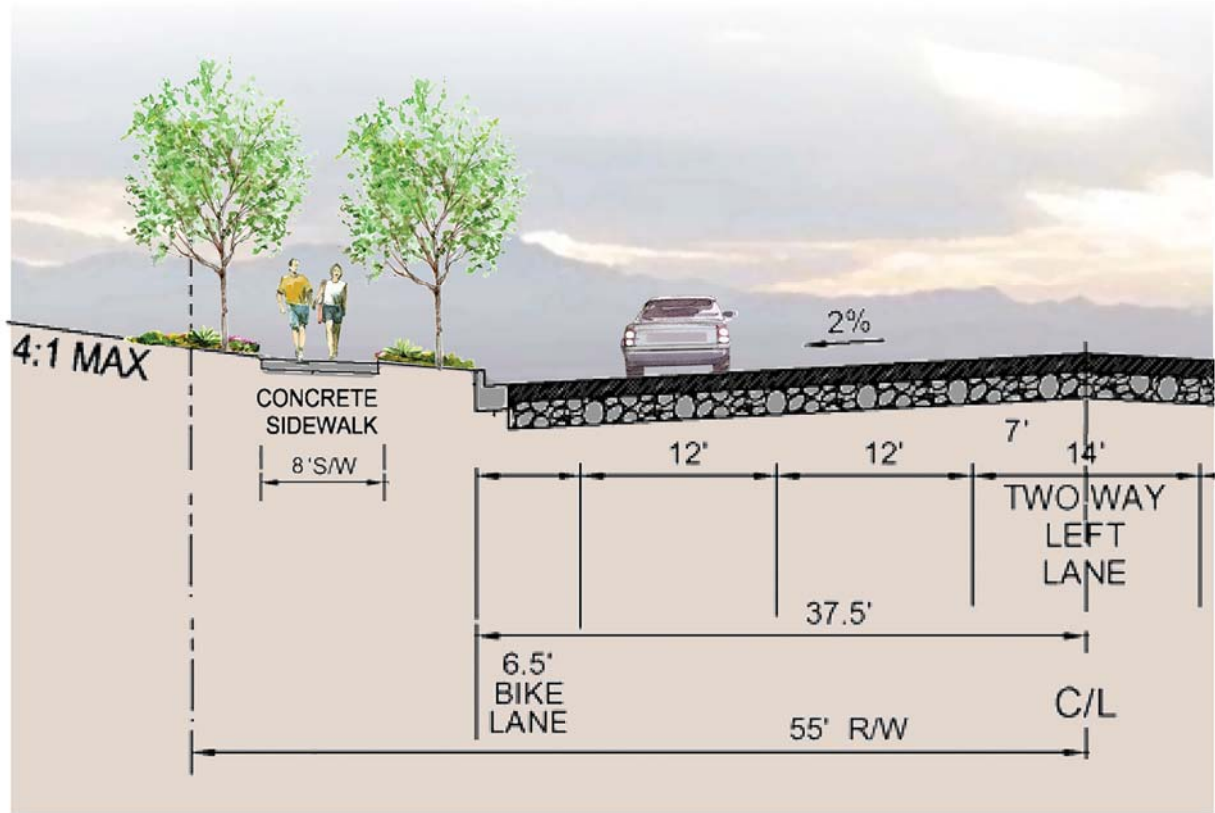 2%
4:1 MAX
CONCRETE
SIDEWALK
8'S/W
12'
12'
7'
14'
TWO WAY
LEFT
LANE
37.5'
6.5'
BIKE
LANE
C/L
55' R/W